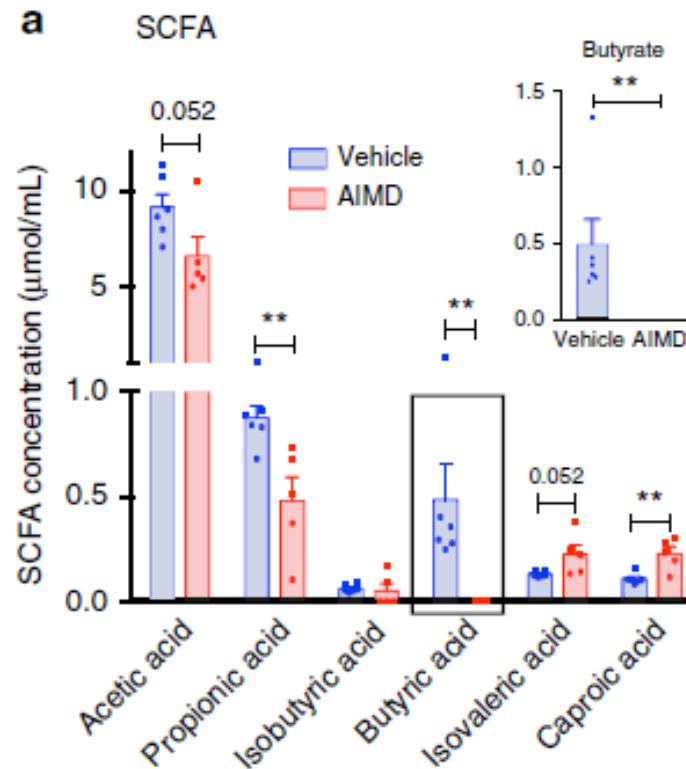 a
SCFA
Butyrate
**
1.5
1.0
0.5
0.0
Vehicle AIMD
0.052
Vehicle
AIMD
SCFA concentration (μmol/mL)
10
5
1.0
0.5
0.0
**
**
0.052
**
Acetic acid
Propionic acid
Isobutyric acid
Butyric acid
Isovaleric acid
Caproic acid